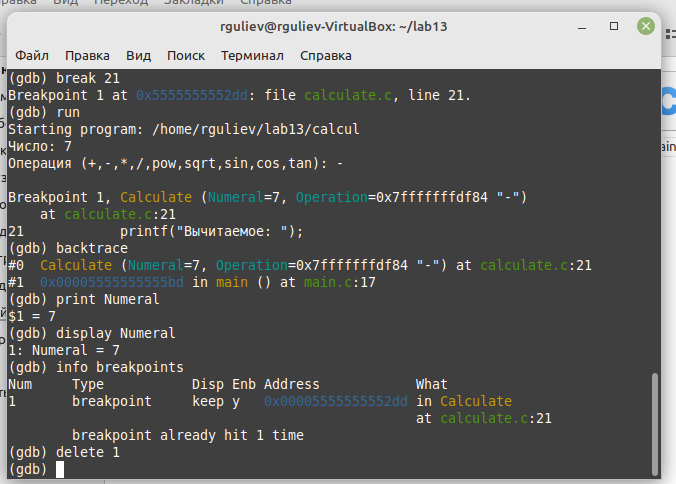 Правка Вид Переход Закладки Справка
rguliev@rguliev-VirtualBox: ~/lab13
Файл Правка Вид Поиск Терминал Справка
(gdb) break 21
Breakpoint 1 at 0x5555555552dd: file calculate.c, line 21.
(gdb) run
Starting program: /home/rguliev/lab13/calcul
Число: 7
Операция (+,-,*,/,pow,sqrt,sin,cos,tan): -
Breakpoint 1, Calculate (Numeral=7, Operation=0x7fffffffdf84 "-")
at calculate.c:21
21 printf("Вычитаемое: ");
(gdb) backtrace
#0 Calculate (Numeral=7, Operation=0x7fffffffdf84 "-") at calculate.c:21
#1 0x00005555555555bd in main () at main.c:17
(gdb) print Numeral
$1 = 7
(gdb) display Numeral
1: Numeral = 7
(gdb) info breakpoints
Num Type Disp Enb Address What
1 breakpoint keep y 0x00005555555552dd in Calculate
at calculate.c:21
breakpoint already hit 1 time
(gdb) delete 1
(gdb)